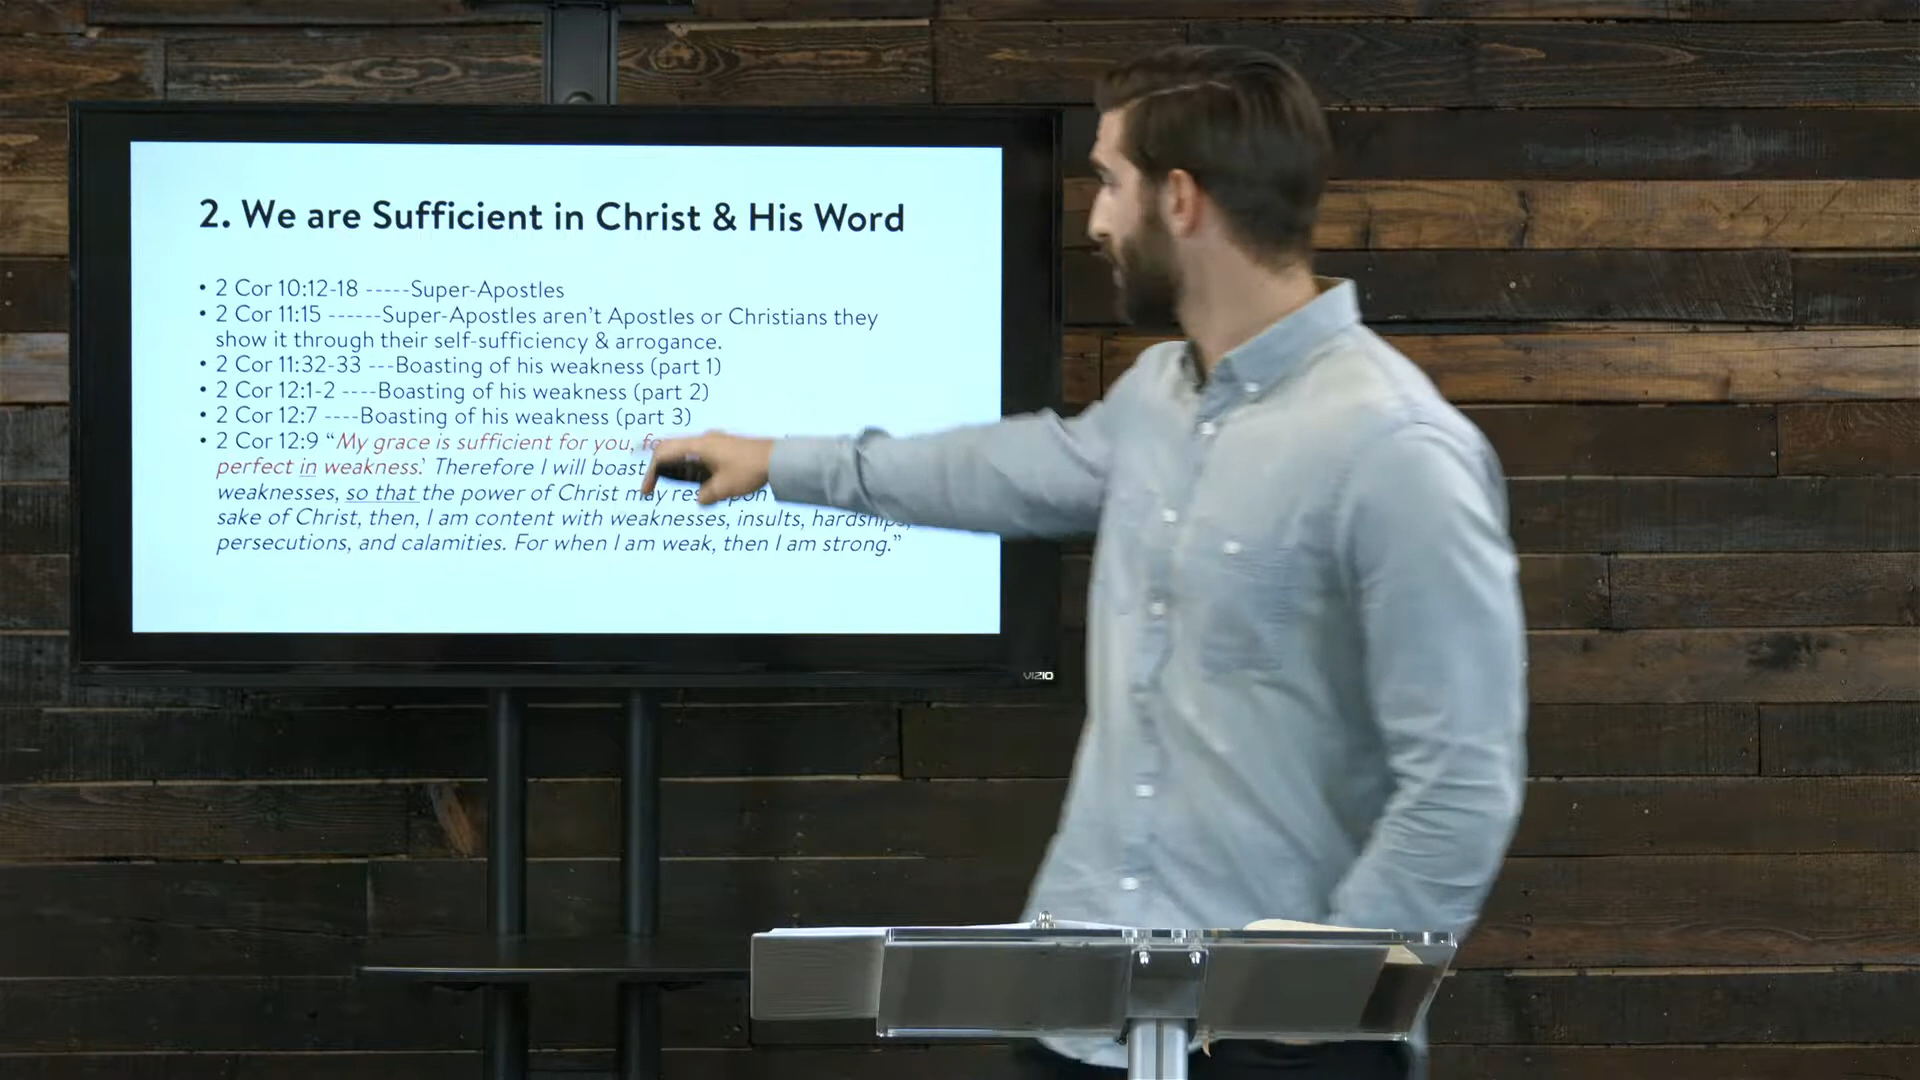 2. We are Sufficient in Christ & His Word
• 2 Cor 10:12-18 -----Super-Apostles
• 2 Cor 11:15 ------Super-Apostles aren't Apostles or Christians they
show it through their self-sufficiency & arrogance.
• 2 Cor 11:32-33 ---Boasting of his weakness (part 1)
• 2 Cor 12:1-2 ----Boasting of his weakness (part 2)
• 2 Cor 12:7 ----Boasting of his weakness (part 3)
• 2 Cor 12:9 “My grace is sufficient for you,
perfect in weakness.’ Therefore I will boast
weaknesses, so that the power of Christ may
sake of Christ, then, I am content with weaknesses, insults, hardships,
persecutions, and calamities. For when I am weak, then I am strong.”
VIZIO